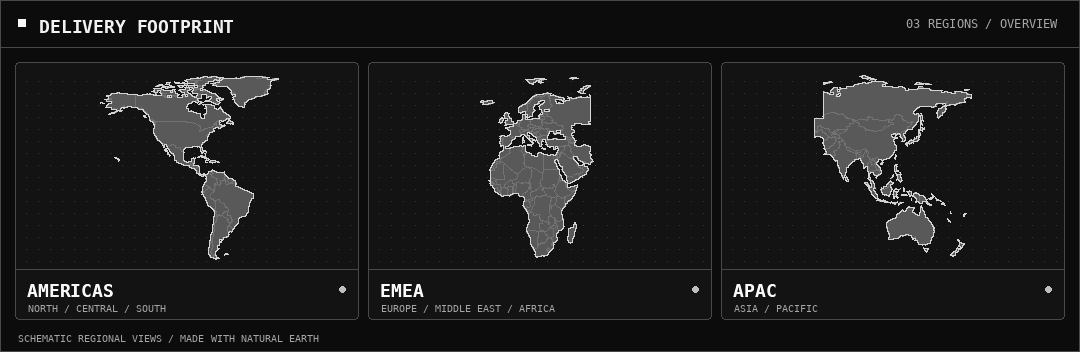 DELIVERY FOOTPRINT
03 REGIONS / OVERVIEW
AMERICAS
NORTH / CENTRAL / SOUTH
EMEA
EUROPE / MIDDLE EAST / AFRICA
APAC
ASIA / PACIFIC
SCHEMATIC REGIONAL VIEWS / MADE WITH NATURAL EARTH